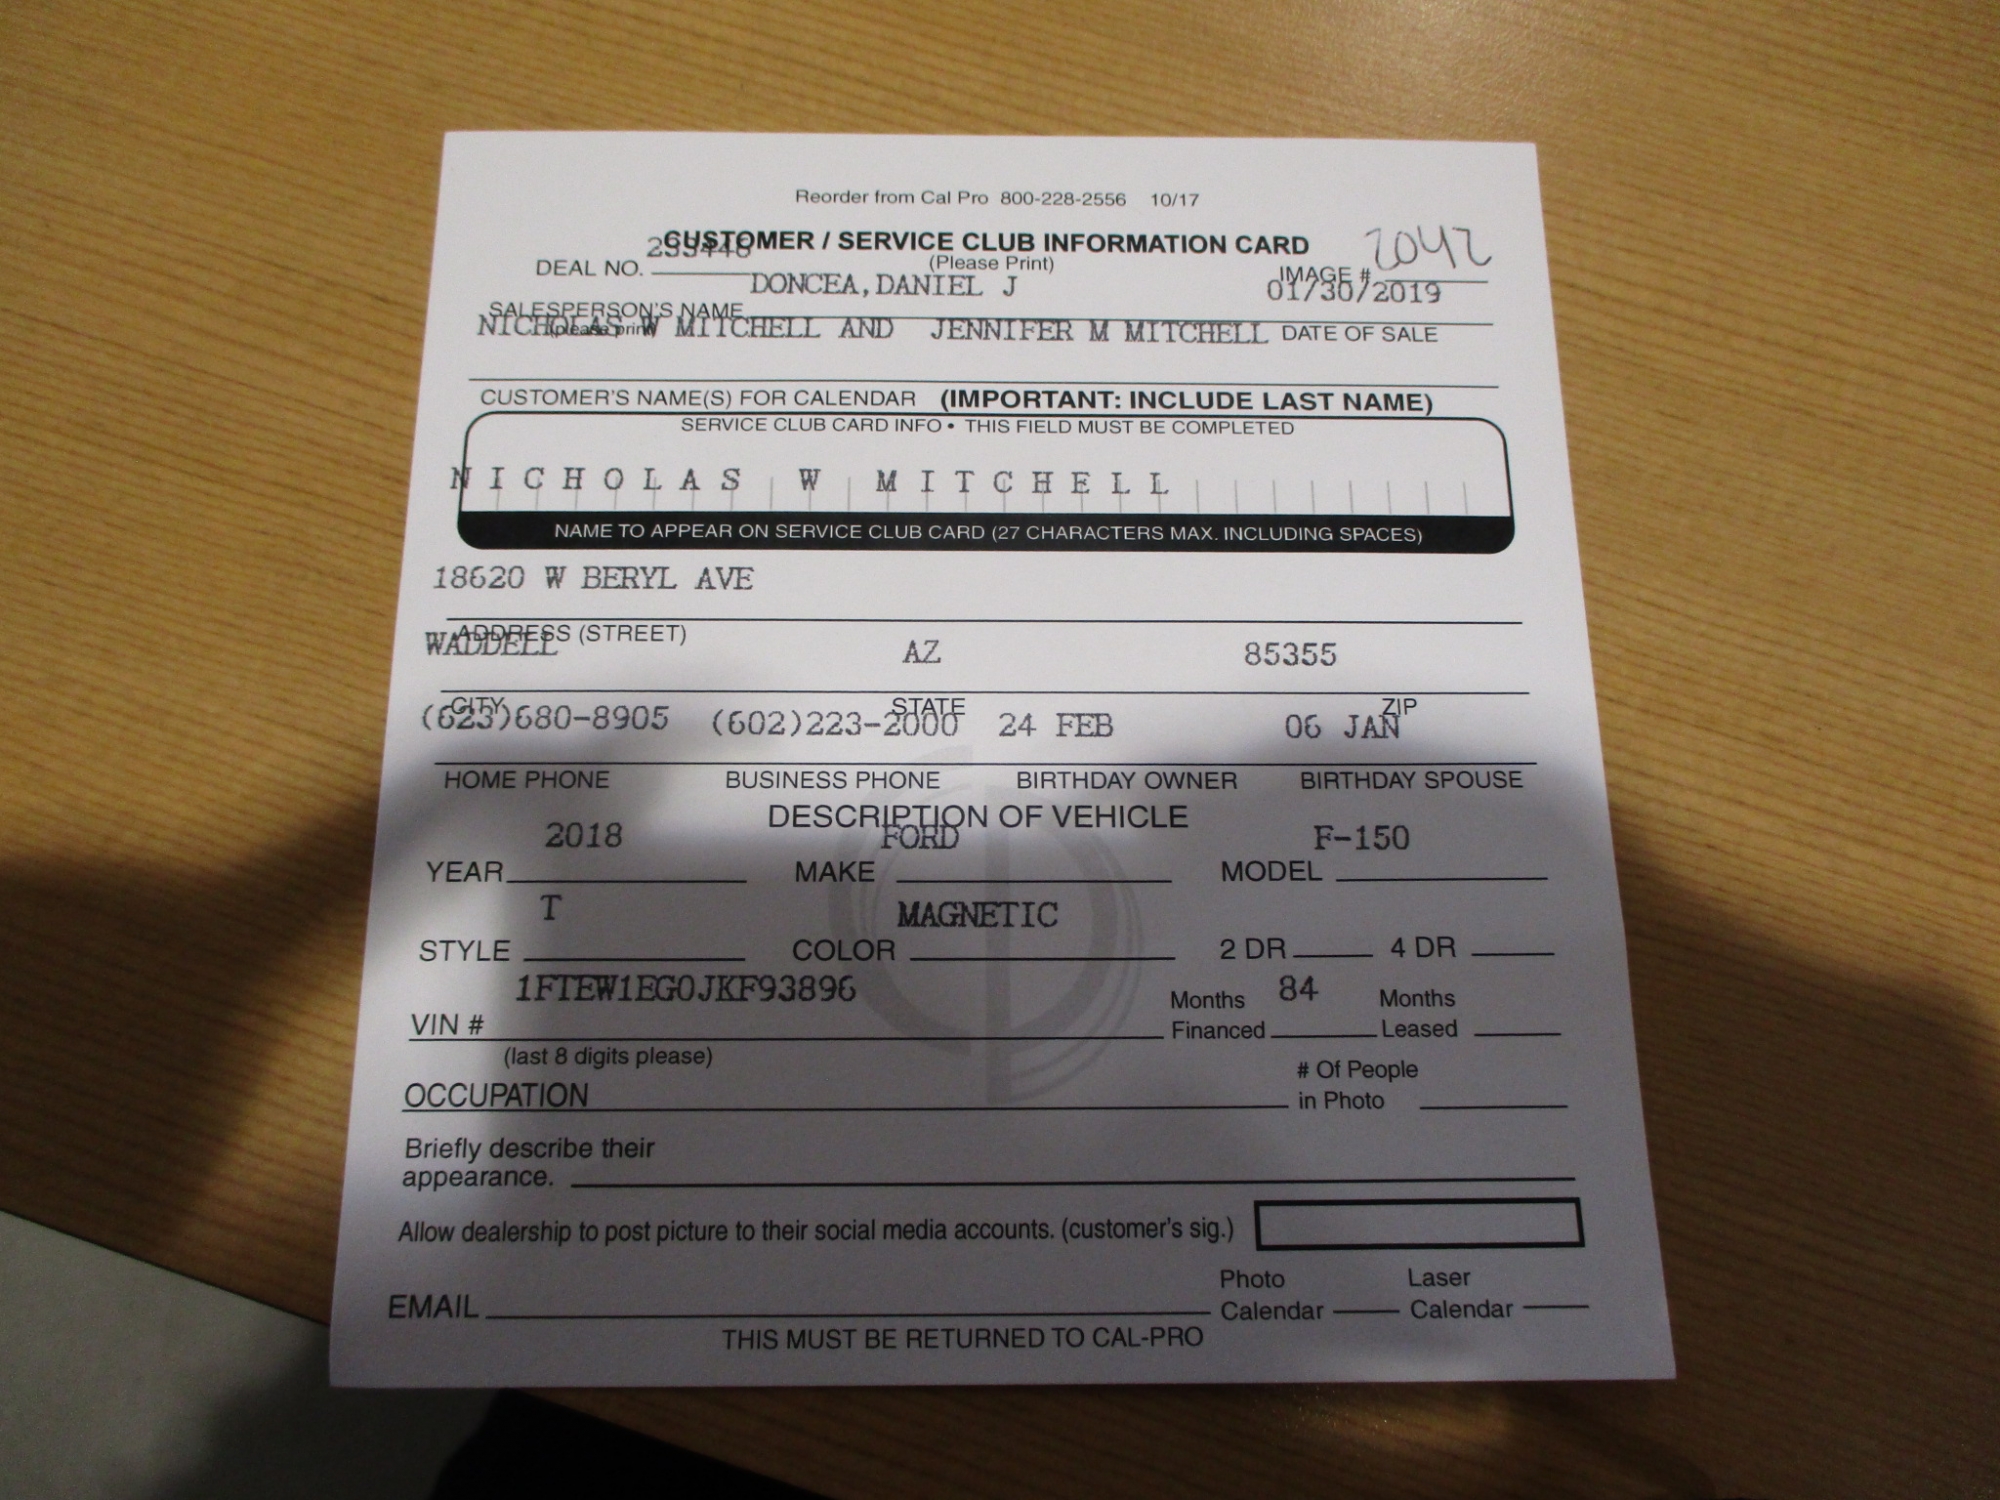 Reorder from Cal Pro 800-228-2556 10/17
CUSTOMER / SERVICE CLUB INFORMATION CARD
(Please Print)
DEAL NO. IMAGE # 2042
DONCEA, DANIEL J 01/30/2019
SALESPERSON'S NAME
(please print)
DATE OF SALE
NICHOLAS W MITCHELL AND JENNIFER M MITCHELL
CUSTOMER'S NAME(S) FOR CALENDAR (IMPORTANT: INCLUDE LAST NAME)
SERVICE CLUB CARD INFO • THIS FIELD MUST BE COMPLETED
NICHOLAS W MITCHELL
NAME TO APPEAR ON SERVICE CLUB CARD (27 CHARACTERS MAX. INCLUDING SPACES)
18620 W BERYL AVE
ADDRESS (STREET)
WADDELL AZ 85355
CITY STATE ZIP
(623)680-8905 (602)223-2000 24 FEB 06 JAN
HOME PHONE BUSINESS PHONE BIRTHDAY OWNER BIRTHDAY SPOUSE
DESCRIPTION OF VEHICLE
2018 FORD F-150
YEAR MAKE MODEL
T MAGNETIC
STYLE COLOR 2 DR 4 DR
1FTEW1EG0JKF93896 84
VIN # Months Financed Months Leased
(last 8 digits please)
OCCUPATION # Of People in Photo
Briefly describe their
appearance.
Allow dealership to post picture to their social media accounts. (customer's sig.)
EMAIL Photo Calendar Laser Calendar
THIS MUST BE RETURNED TO CAL-PRO